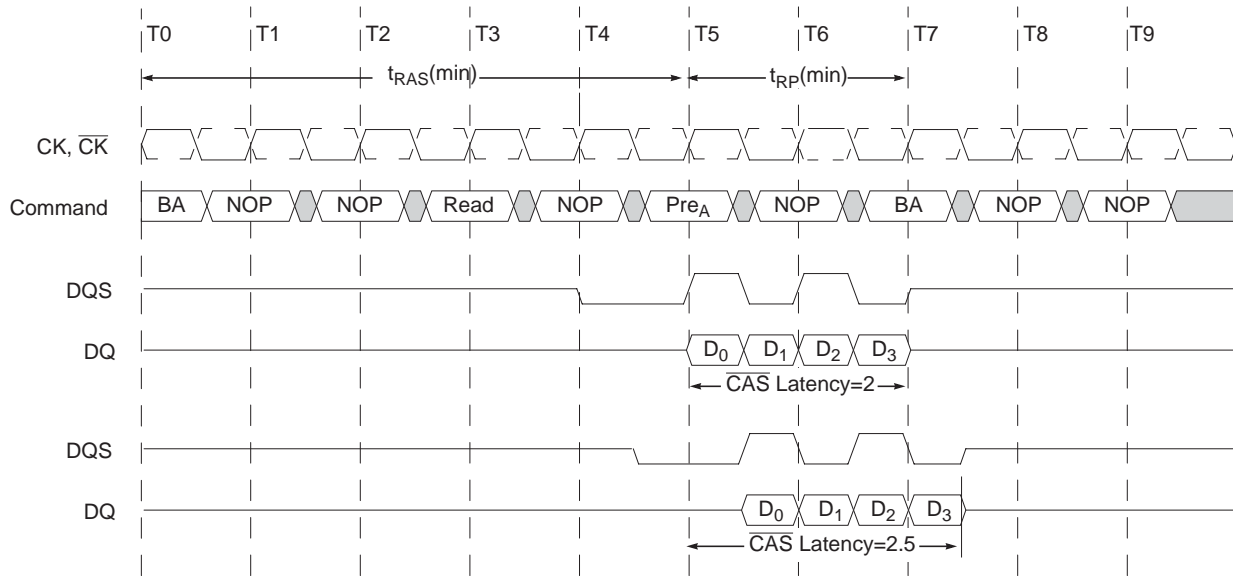 T0 T1 T2 T3 T4 T5 T6 T7 T8 T9
tRAS(min) tRP(min)
CK, CK
Command BA NOP NOP Read NOP PreA NOP BA NOP NOP
DQS
DQ D0 D1 D2 D3
CAS Latency=2
DQS
DQ D0 D1 D2 D3
CAS Latency=2.5